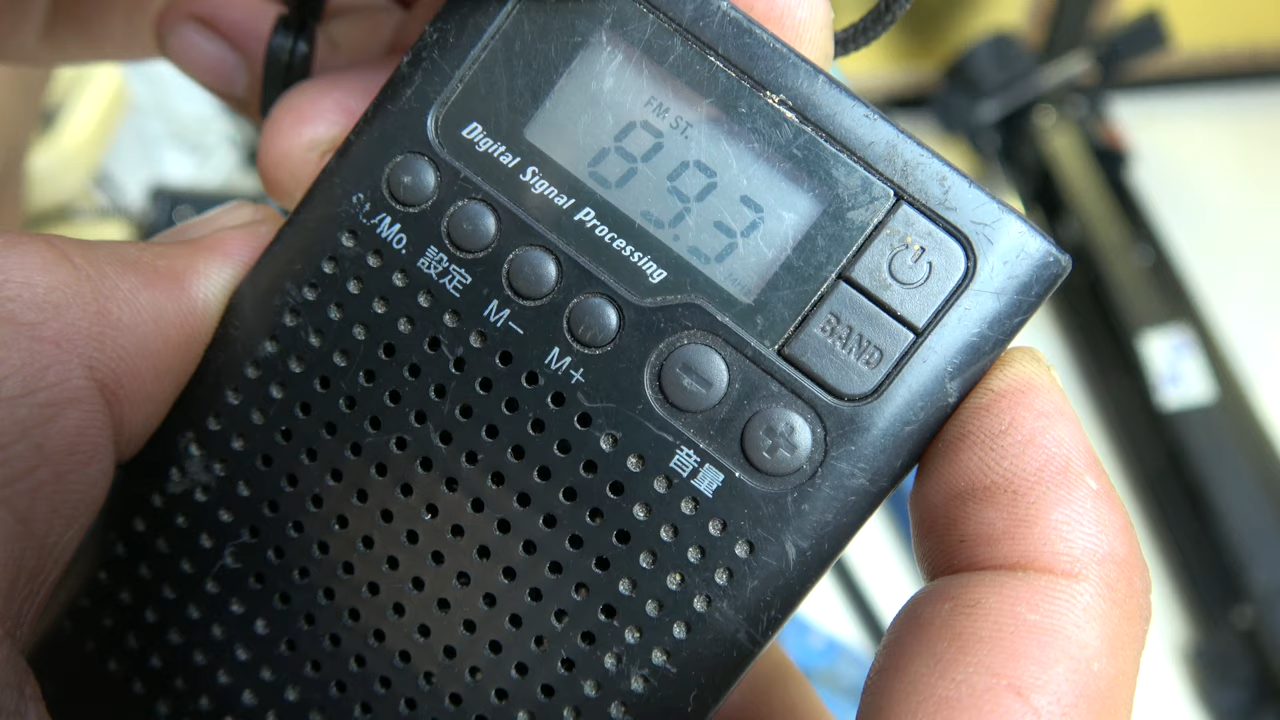 FM ST.
89.3
Digital Signal Processing
BAND
St./Mo.
設定
M-
M+
音量